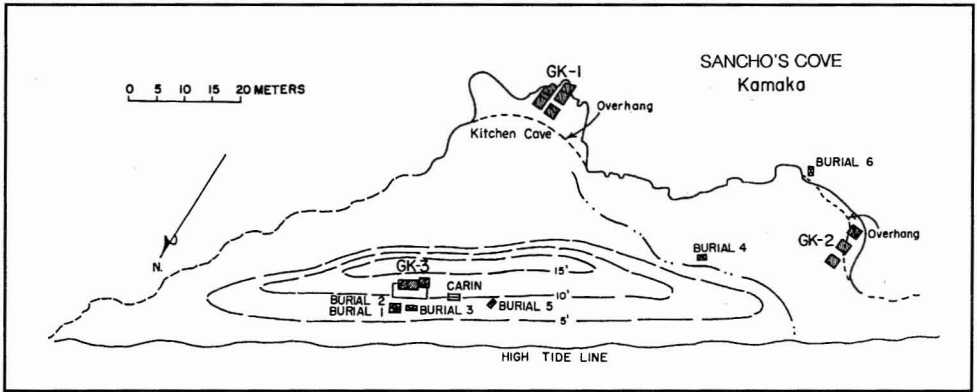 SANCHO'S COVE
Kamaka
0 5 10 15 20 METERS
GK-1
Overhang
Kitchen Cave
BURIAL 6
GK-2
Overhang
BURIAL 4
N.
GK-3
15'
CARIN
10'
BURIAL 2
BURIAL 1
BURIAL 3
BURIAL 5
5'
HIGH TIDE LINE